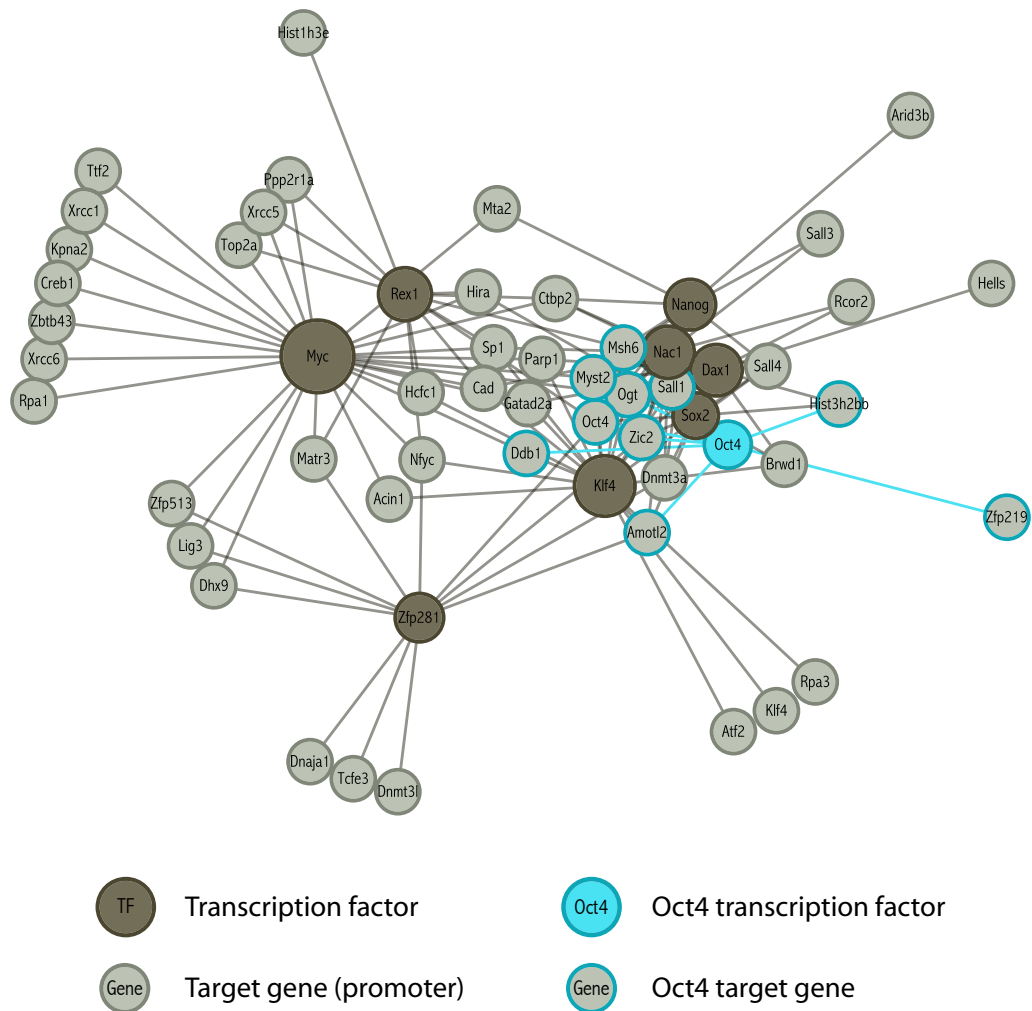 Hist1h3e
Arid3b
Ttf2
Ppp2r1a
Xrcc1
Xrcc5
Mta2
Sall3
Kpna2
Top2a
Creb1
Rex1
Hira
Ctbp2
Nanog
Rcor2
Hells
Zbtb43
Xrcc6
Myc
Sp1
Parp1
Msh6
Nac1
Dax1
Sall4
Rpa1
Hcfc1
Cad
Gatad2a
Myst2
Ogt
Sall1
Hist3h2bb
Oct4
Sox2
Matr3
Nfyc
Ddb1
Zic2
Oct4
Brwd1
Zfp513
Acin1
Klf4
Dnmt3a
Zfp219
Lig3
Amotl2
Dhx9
Zfp281
Rpa3
Klf4
Atf2
Dnaja1
Tcfe3
Dnmt3l
TF Transcription factor
Oct4 Oct4 transcription factor
Gene Target gene (promoter)
Gene Oct4 target gene